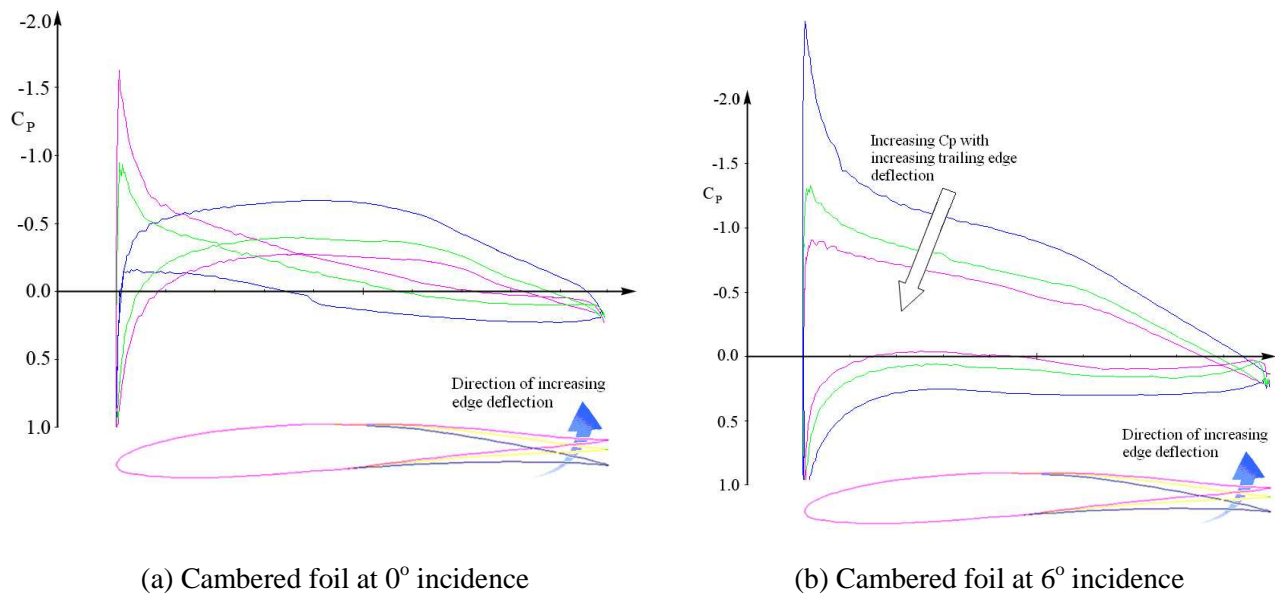 -2.0
-1.5
C_P
-1.0
-0.5
0.0
0.5
1.0
Direction of increasing
edge deflection
(a) Cambered foil at 0° incidence
-2.0
-1.5
C_P
-1.0
-0.5
0.0
0.5
1.0
Increasing Cp with
increasing trailing edge
deflection
Direction of increasing
edge deflection
(b) Cambered foil at 6° incidence